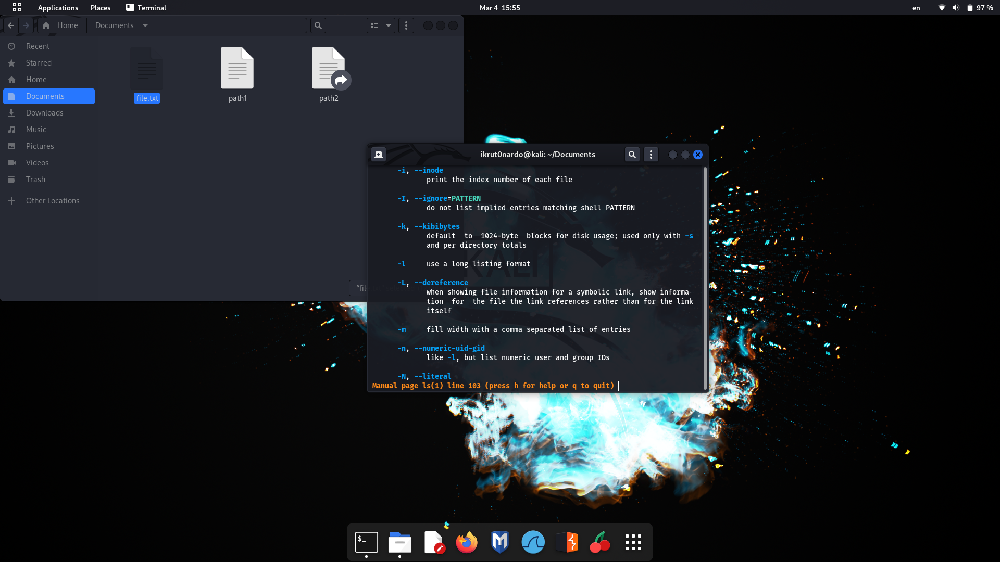 Applications Places Terminal Mar 4 15:55 en 97 %
Home Documents
Recent
Starred
Home
Documents
Downloads
Music
Pictures
Videos
Trash
Other Locations
file.txt path1 path2
ikrut0nardo@kali: ~/Documents
-i, --inode
print the index number of each file
-I, --ignore=PATTERN
do not list implied entries matching shell PATTERN
-k, --kibibytes
default to 1024-byte blocks for disk usage; used only with -s
and per directory totals
-l use a long listing format
-L, --dereference
when showing file information for a symbolic link, show informa-
tion for the file the link references rather than for the link
itself
-m fill width with a comma separated list of entries
-n, --numeric-uid-gid
like -l, but list numeric user and group IDs
-N, --literal
Manual page ls(1) line 103 (press h for help or q to quit)
KALI
$_